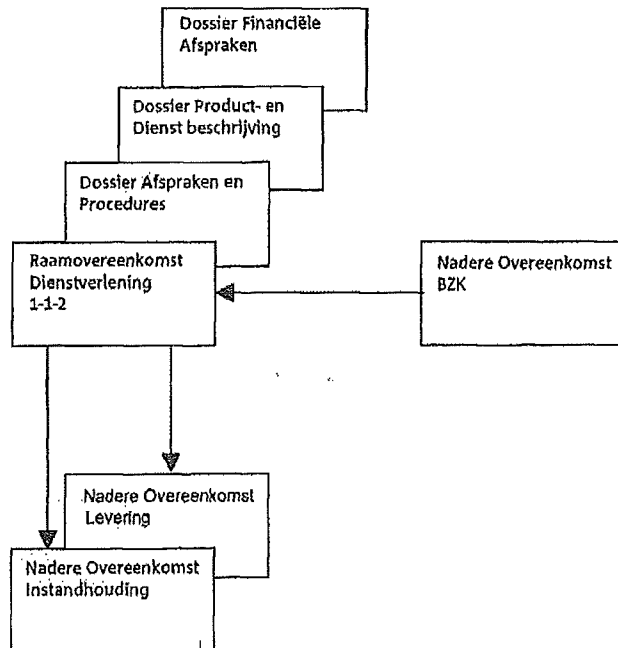 Dossier Financiële
Afspraken
Dossier Product- en
Dienst beschrijving
Dossier Afspraken en
Procedures
Raamovereenkomst
Dienstverlening
1-1-2
Nadere Overeenkomst
BZK
Nadere Overeenkomst
Levering
Nadere Overeenkomst
Instandhouding